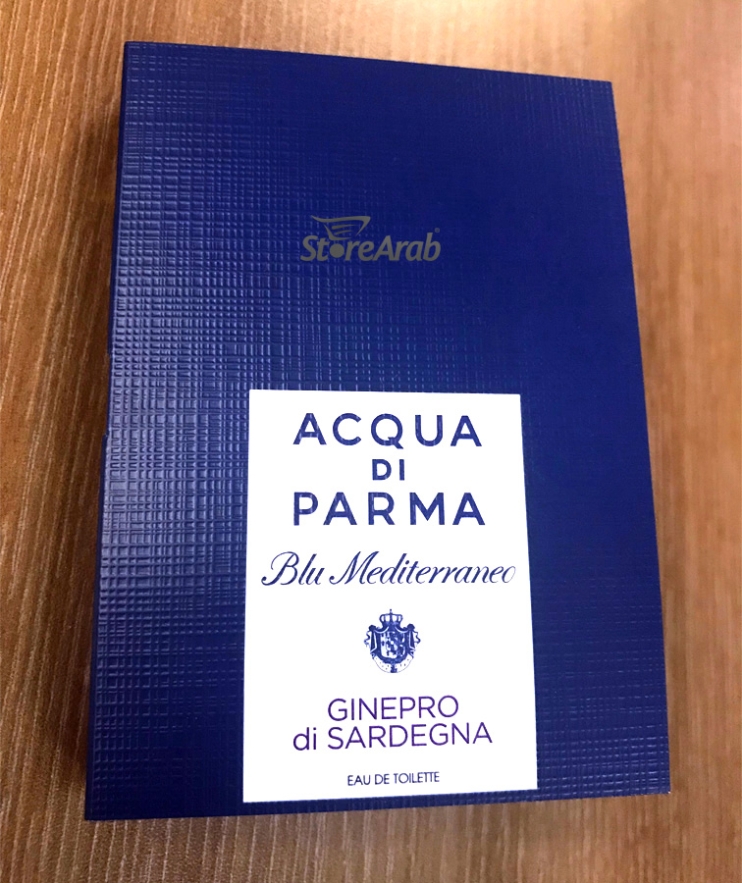 StoreArab
ACQUA
DI
PARMA
Blu Mediterraneo
GINEPRO
di SARDEGNA
EAU DE TOILETTE